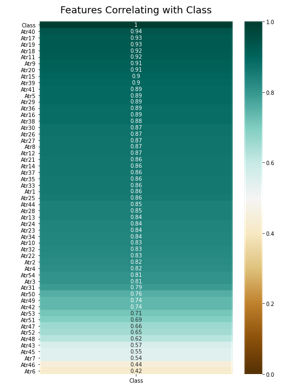 Features Correlating with Class
Class 1
Atr40 0.94
Atr17 0.93
Atr19 0.93
Atr18 0.92
Atr11 0.92
Atr9 0.91
Atr20 0.91
Atr15 0.9
Atr39 0.9
Atr41 0.89
Atr5 0.89
Atr29 0.89
Atr36 0.89
Atr16 0.89
Atr38 0.88
Atr30 0.87
Atr26 0.87
Atr27 0.87
Atr8 0.87
Atr12 0.87
Atr21 0.86
Atr14 0.86
Atr37 0.86
Atr35 0.86
Atr33 0.86
Atr1 0.86
Atr25 0.86
Atr44 0.85
Atr28 0.85
Atr13 0.84
Atr24 0.84
Atr23 0.84
Atr34 0.84
Atr10 0.83
Atr32 0.83
Atr22 0.83
Atr2 0.82
Atr4 0.82
Atr54 0.81
Atr3 0.81
Atr31 0.79
Atr50 0.76
Atr49 0.74
Atr42 0.74
Atr53 0.71
Atr51 0.69
Atr47 0.66
Atr52 0.65
Atr48 0.62
Atr43 0.57
Atr45 0.55
Atr7 0.54
Atr46 0.44
Atr6 0.42
Class
1.0
0.8
0.6
0.4
0.2
0.0